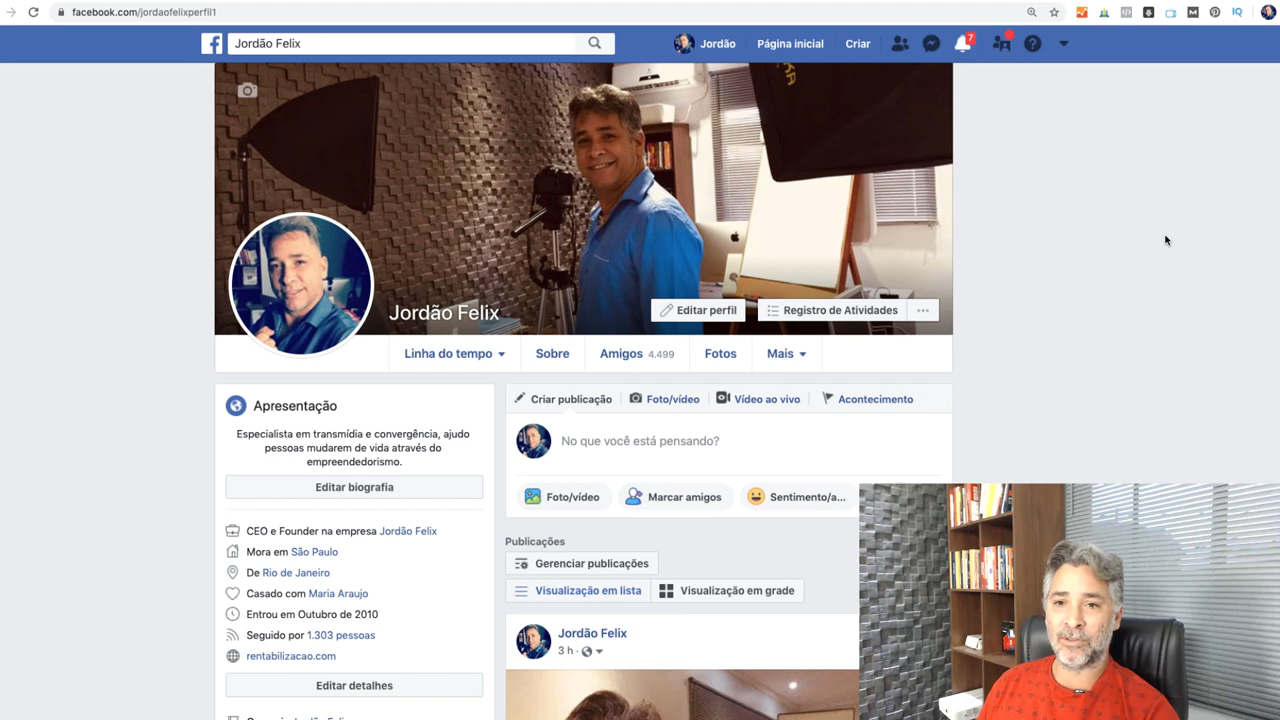 facebook.com/jordaofelixperfil1
Jordão Felix
Jordão
Página inicial
Criar
7
Jordão Felix
Editar perfil
Registro de Atividades
Linha do tempo
Sobre
Amigos 4.499
Fotos
Mais
Apresentação
Especialista em transmídia e convergência, ajudo
pessoas mudarem de vida através do
empreendedorismo.
Editar biografia
CEO e Founder na empresa Jordão Felix
Mora em São Paulo
De Rio de Janeiro
Casado com Maria Araujo
Entrou em Outubro de 2010
Seguido por 1.303 pessoas
rentabilizacao.com
Editar detalhes
Criar publicação
Foto/vídeo
Vídeo ao vivo
Acontecimento
No que você está pensando?
Foto/vídeo
Marcar amigos
Sentimento/a...
Publicações
Gerenciar publicações
Visualização em lista
Visualização em grade
Jordão Felix
3 h